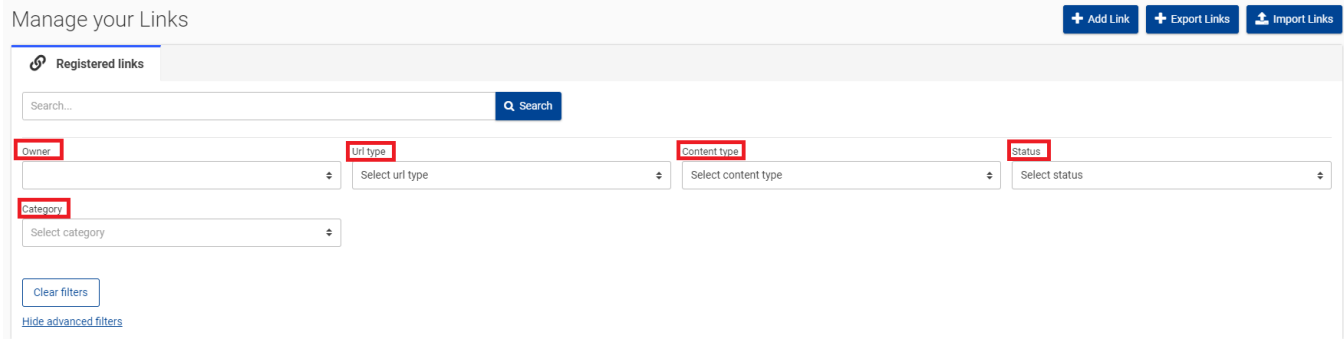 Manage your Links
Add Link
Export Links
Import Links
Registered links
Search...
Search
Owner
Url type
Content type
Status
Select url type
Select content type
Select status
Category
Select category
Clear filters
Hide advanced filters